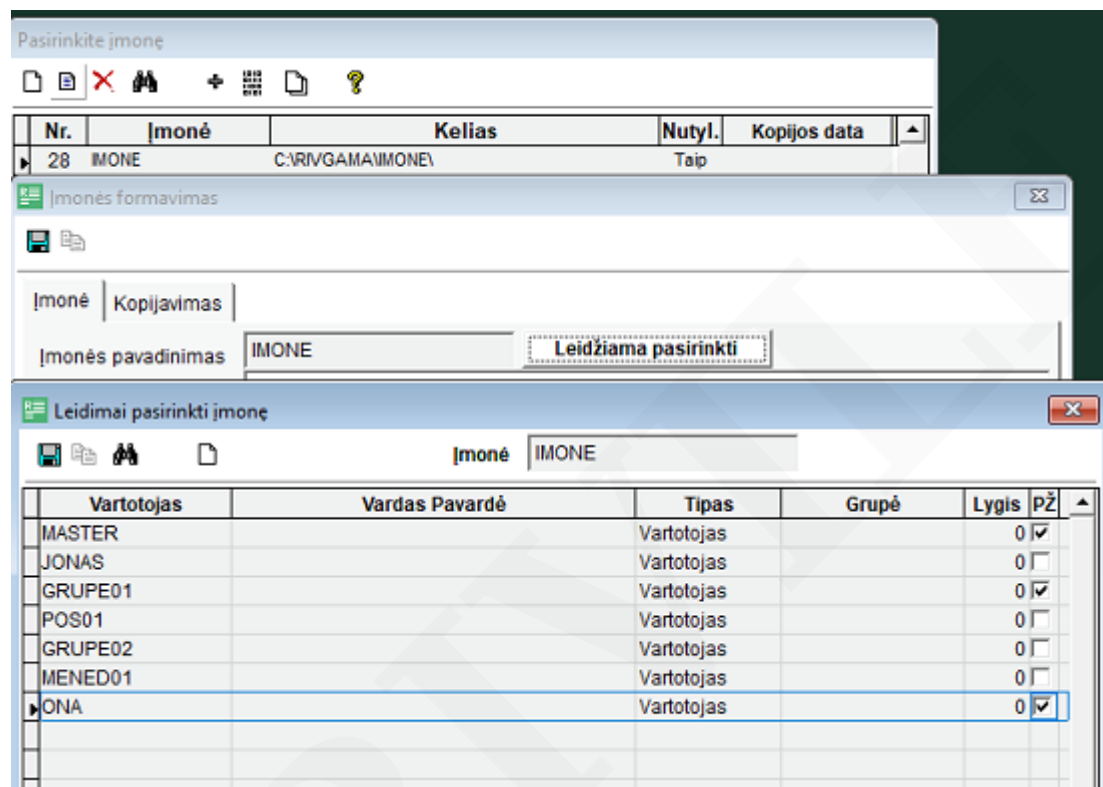 Pasirinkite įmonę
Nr. Įmonė Kelias Nutyl. Kopijos data
28 IMONE C:\RIVGAMA\IMONE\ Taip
Įmonės formavimas
Įmonė Kopijavimas
Įmonės pavadinimas IMONE Leidžiama pasirinkti
Leidimai pasirinkti įmonę
Įmonė IMONE
Vartotojas Vardas Pavardė Tipas Grupė Lygis PŽ
MASTER Vartotojas 0
JONAS Vartotojas 0
GRUPE01 Vartotojas 0
POS01 Vartotojas 0
GRUPE02 Vartotojas 0
MENED01 Vartotojas 0
ONA Vartotojas 0